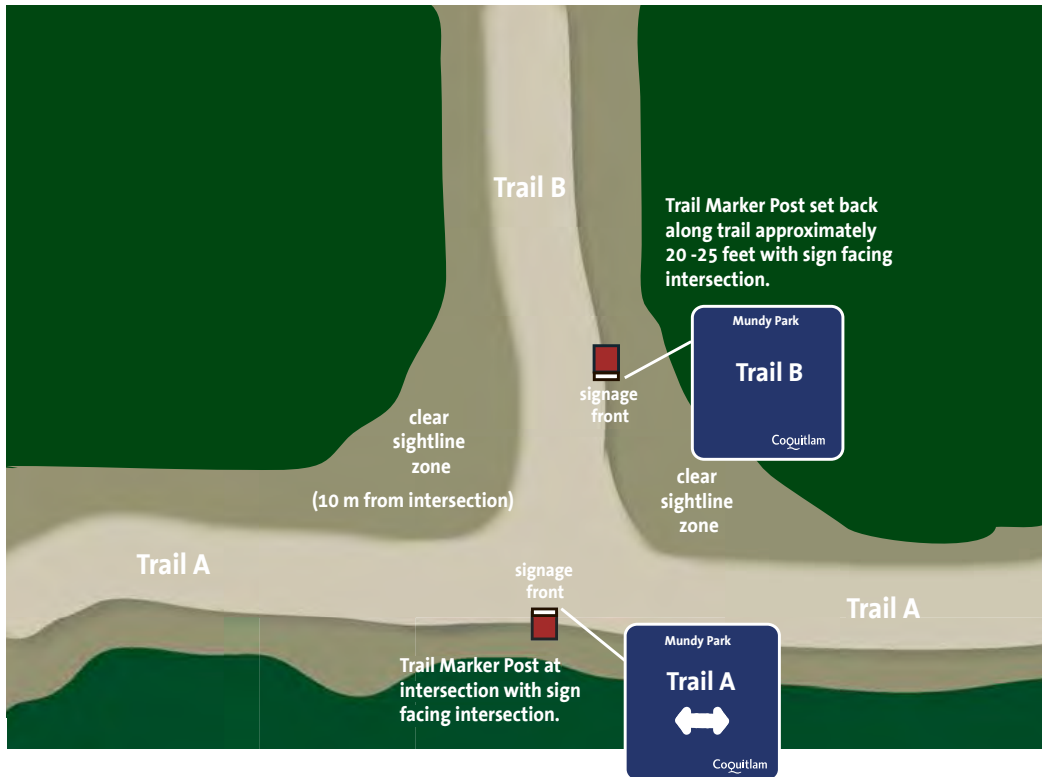 Trail B
Trail Marker Post set back
along trail approximately
20 -25 feet with sign facing
intersection.
Mundy Park
Trail B
Coquitlam
signage
front
clear
sightline
zone
(10 m from intersection)
clear
sightline
zone
Trail A
signage
front
Trail A
Trail Marker Post at
intersection with sign
facing intersection.
Mundy Park
Trail A
Coquitlam